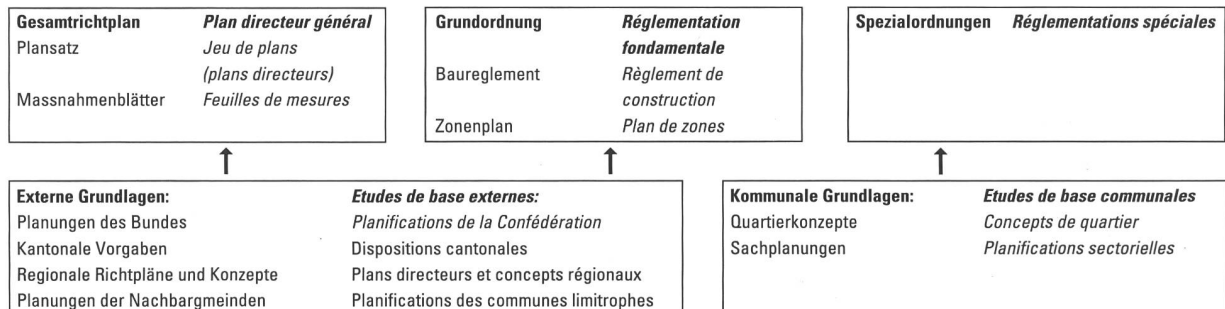 Gesamtrichtplan Plan directeur général
Plansatz Jeu de plans
(plans directeurs)
Massnahmenblätter Feuilles de mesures
Grundordnung Réglementation
fondamentale
Baureglement Règlement de
construction
Zonenplan Plan de zones
Spezialordnungen Réglementations spéciales
Externe Grundlagen: Etudes de base externes:
Planungen des Bundes Planifications de la Confédération
Kantonale Vorgaben Dispositions cantonales
Regionale Richtpläne und Konzepte Plans directeurs et concepts régionaux
Planungen der Nachbargmeinden Planifications des communes limitrophes
Kommunale Grundlagen: Etudes de base communales
Quartierkonzepte Concepts de quartier
Sachplanungen Planifications sectorielles